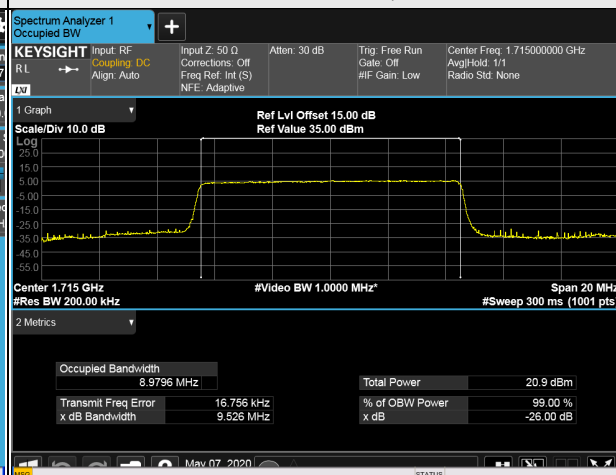 Spectrum Analyzer 1
Occupied BW
+
KEYSIGHT
R L
LXI
Input: RF
Coupling: DC
Align: Auto
Input Z: 50 Ω
Corrections: Off
Freq Ref: Int (S)
NFE: Adaptive
Atten: 30 dB
Trig: Free Run
Gate: Off
#IF Gain: Low
Center Freq: 1.715000000 GHz
Avg|Hold: 1/1
Radio Std: None
1 Graph
Scale/Div 10.0 dB
Ref Lvl Offset 15.00 dB
Ref Value 35.00 dBm
Log
25.0
15.0
5.00
-5.00
-15.0
-25.0
-35.0
-45.0
-55.0
Center 1.715 GHz
#Video BW 1.0000 MHz*
Span 20 MHz
#Res BW 200.00 kHz
#Sweep 300 ms (1001 pts
2 Metrics
Occupied Bandwidth
8.9796 MHz
Total Power 20.9 dBm
Transmit Freq Error 16.756 kHz
% of OBW Power 99.00 %
x dB Bandwidth 9.526 MHz
x dB -26.00 dB
May 07, 2020
MSG
STATUS